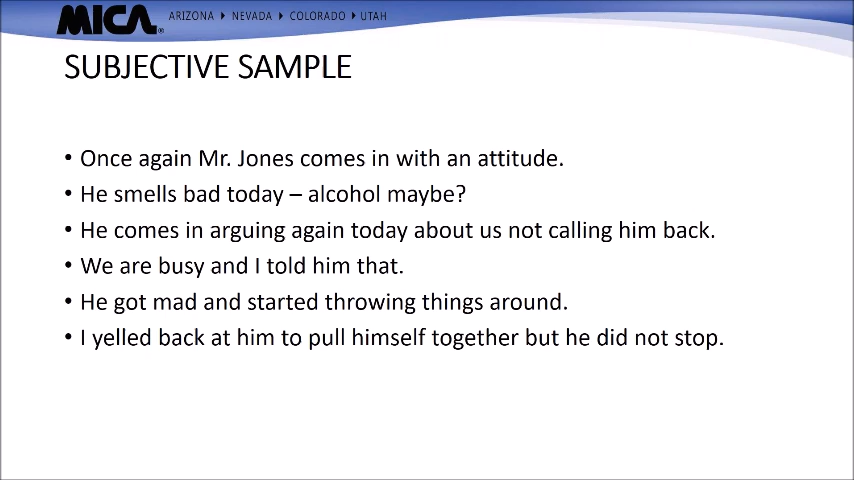 MICA® ARIZONA ▸ NEVADA ▸ COLORADO ▸ UTAH
SUBJECTIVE SAMPLE
• Once again Mr. Jones comes in with an attitude.
• He smells bad today – alcohol maybe?
• He comes in arguing again today about us not calling him back.
• We are busy and I told him that.
• He got mad and started throwing things around.
• I yelled back at him to pull himself together but he did not stop.